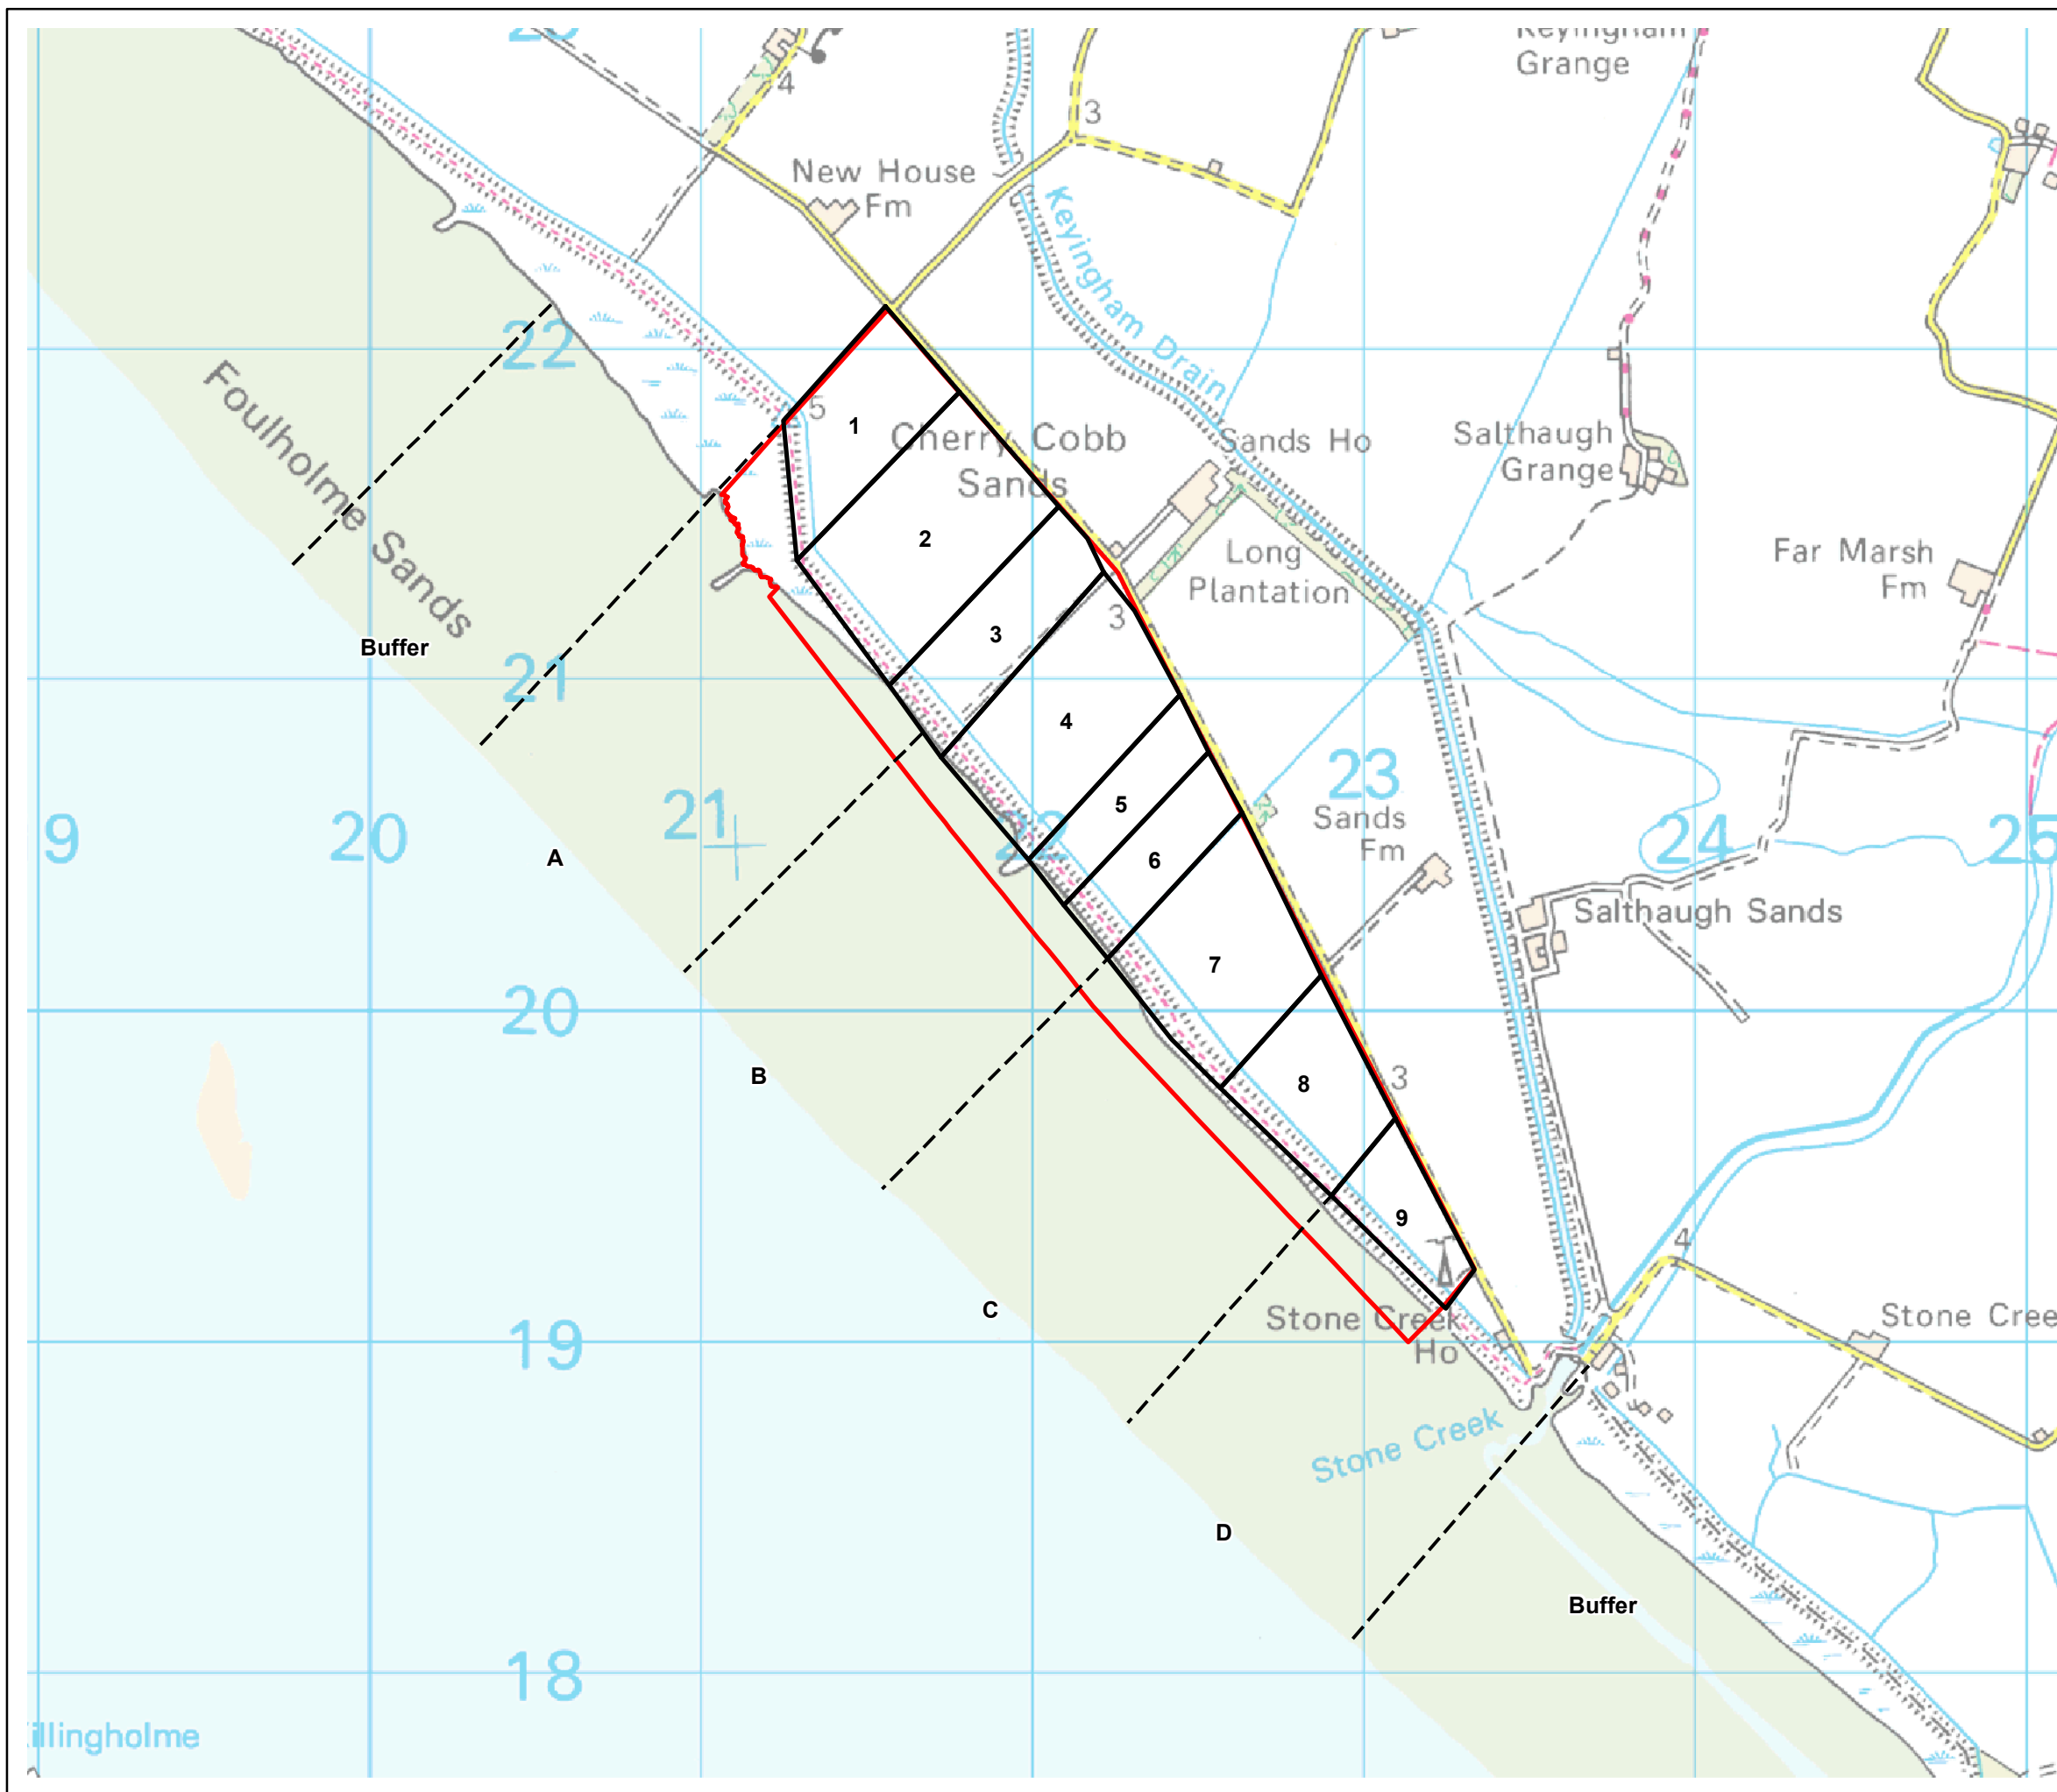 Grange
4
3
New House
Fm
Keyingham Drain
22
Foulholme Sands
5
1
Cherry Cobb
Sands
Sands Ho
Salthaugh
Grange
2
Long
Plantation
Far Marsh
Fm
3
3
Buffer
21
4
23
5
Sands
Fm
9
20
21
22
24
25
A
6
Salthaugh Sands
7
20
B
8
3
9
4
C
Stone Creek
Ho
19
Stone Cree
Stone Creek
D
Buffer
18
illingholme